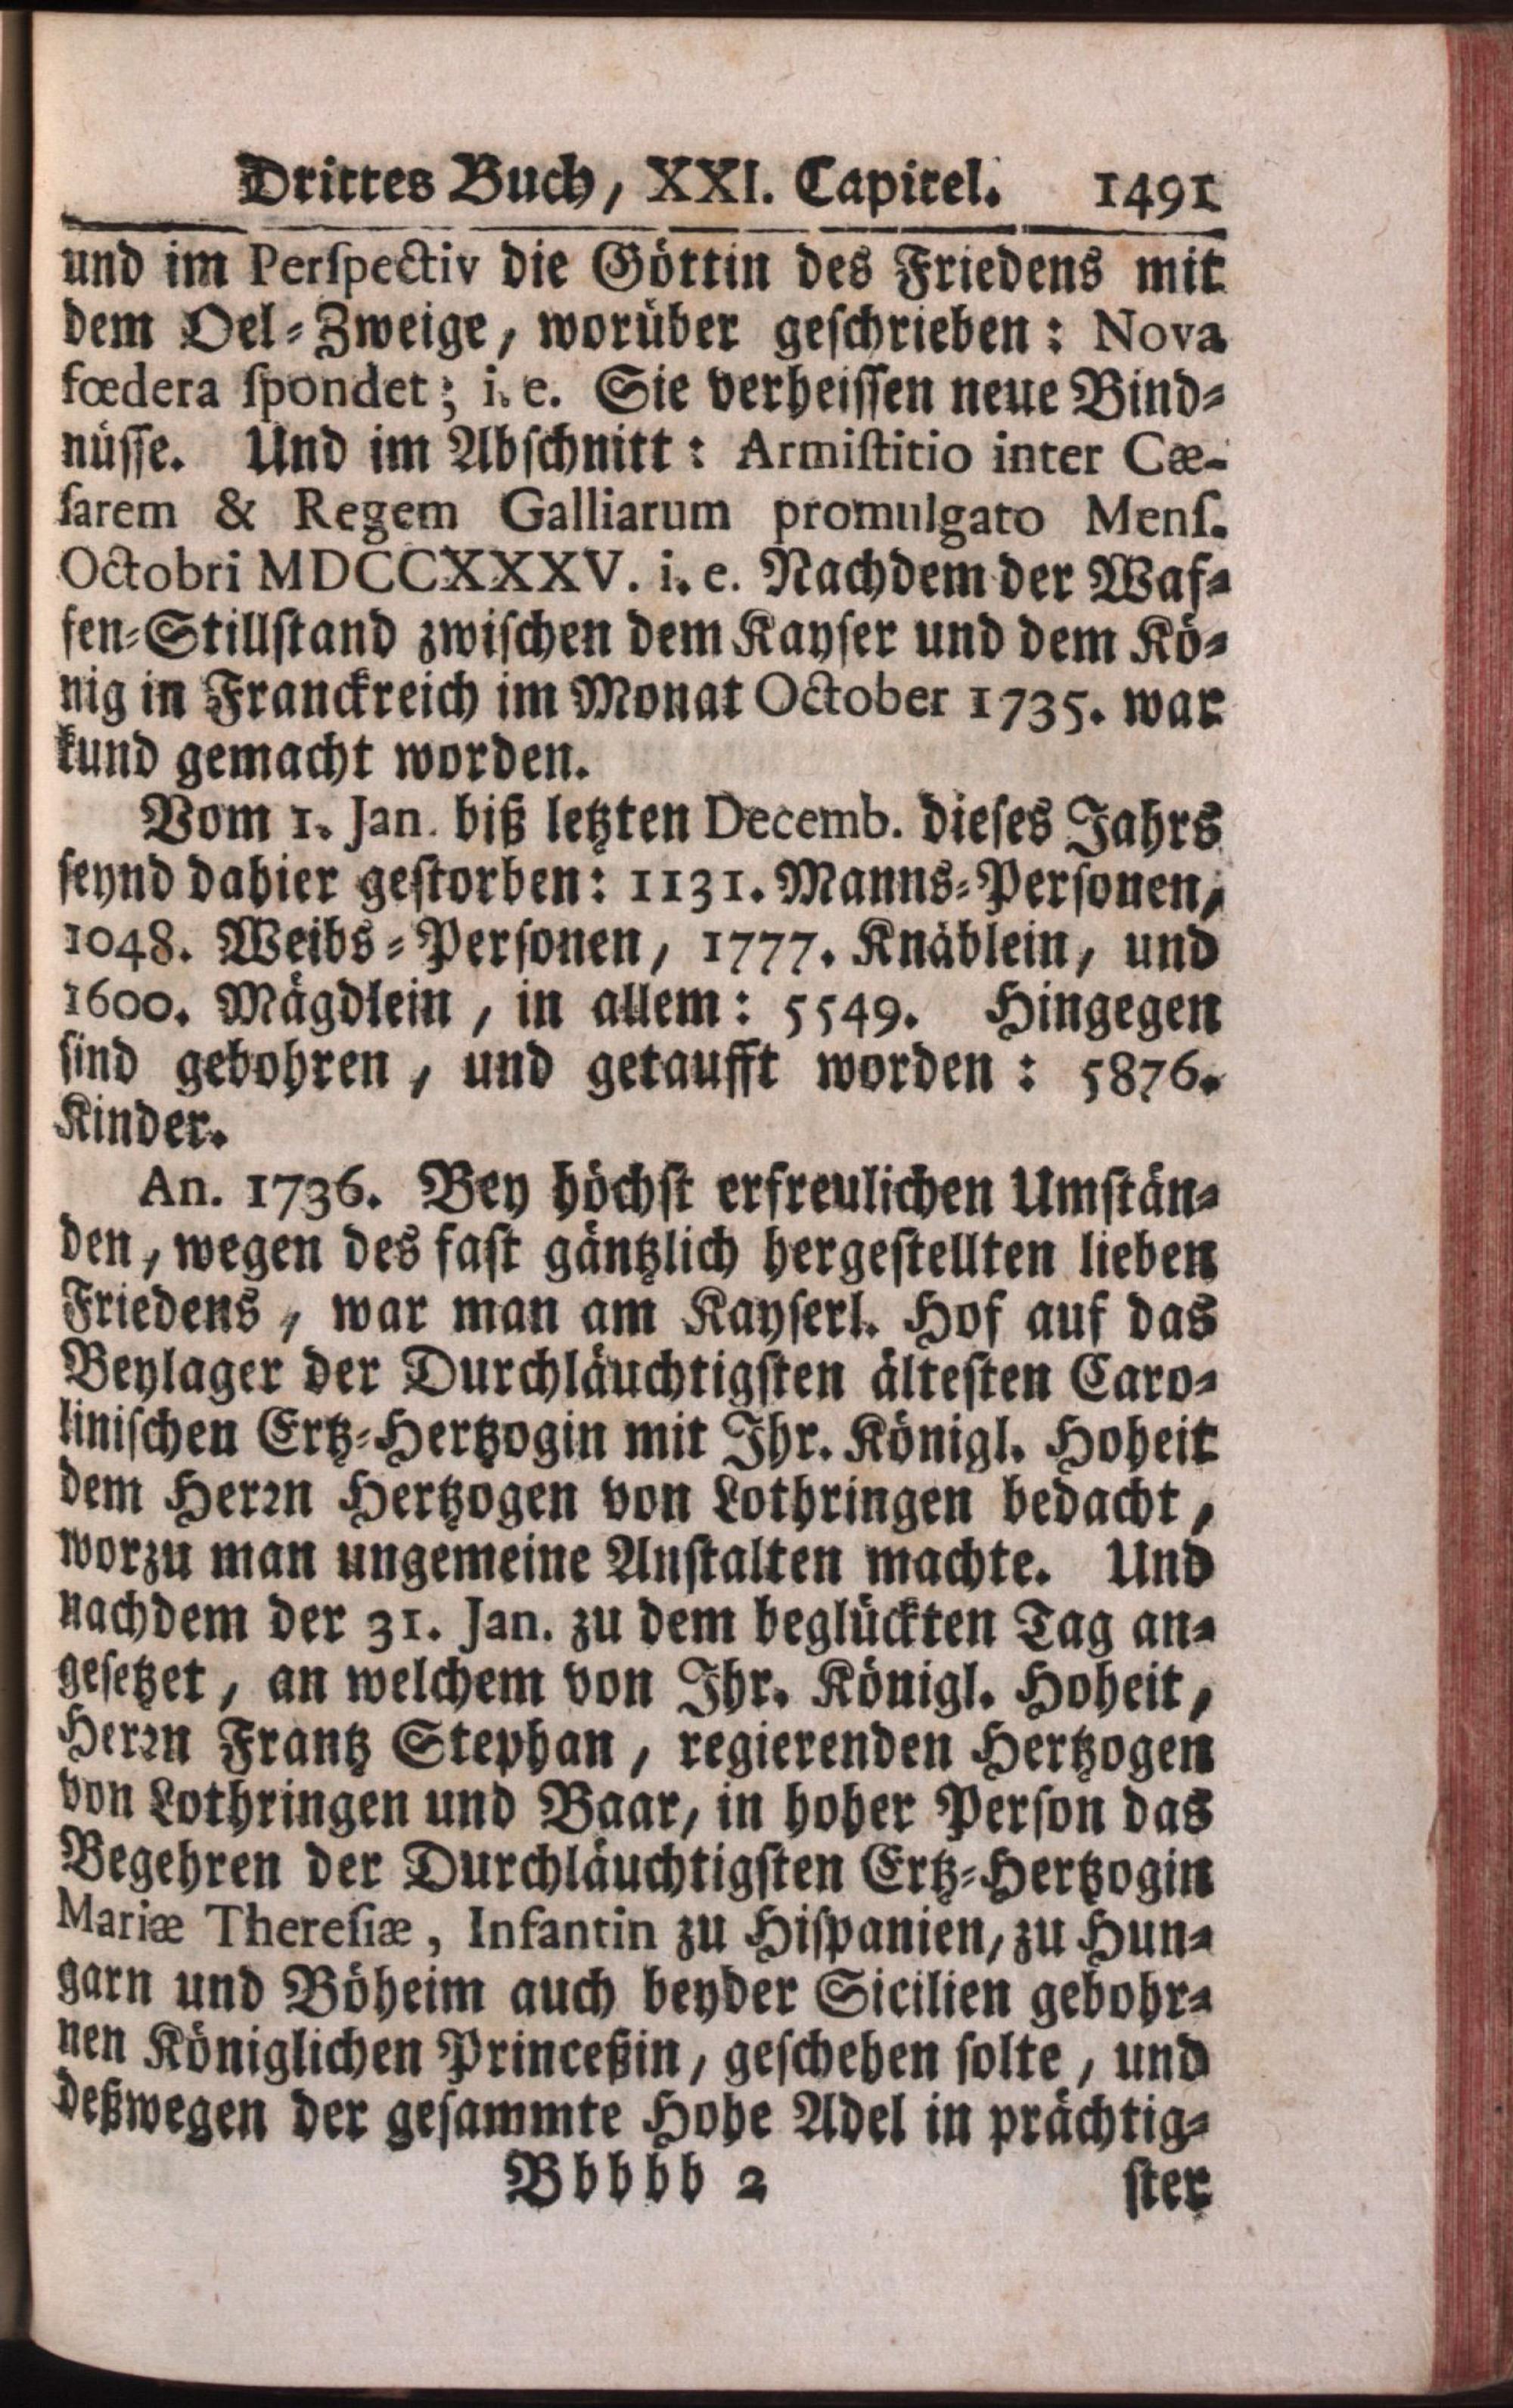 Drittes Buch, XXI. Capitel. 1491
und im Perſpectiv die Göttin des Friedens mit
dem Oel-Zweige, worüber geſchrieben: Nova
fœdera ſpondet; i. e. Sie verheiſſen neue Bind-
nüſſe. Und im Abſchnitt: Armiſtitio inter Cæ-
ſarem & Regem Galliarum promulgato Menſ.
Octobri MDCCXXXV. i. e. Nachdem der Waf-
fen-Stillſtand zwiſchen dem Kayſer und dem Kö-
nig in Franckreich im Monat October 1735. war
kund gemacht worden.
Vom 1. Jan. biß letzten Decemb. dieſes Jahrs
ſeynd dahier geſtorben: 1131. Manns-Perſonen,
1048. Weibs-Perſonen, 1777. Knäblein, und
1600. Mägdlein, in allem: 5549. Hingegen
ſind gebohren, und getaufft worden: 5876.
Kinder.
An. 1736. Bey höchſt erfreulichen Umſtän-
den, wegen des faſt gäntzlich hergeſtellten lieben
Friedens, war man am Kayſerl. Hof auf das
Beylager der Durchläuchtigſten älteſten Caro-
liniſchen Ertz-Hertzogin mit Ihr. Königl. Hoheit
dem Herꝛn Hertzogen von Lothringen bedacht,
worzu man ungemeine Anſtalten machte. Und
nachdem der 31. Jan. zu dem beglückten Tag an-
geſetzet, an welchem von Ihr. Königl. Hoheit,
Herꝛn Frantz Stephan, regierenden Hertzogen
von Lothringen und Baar, in hoher Perſon das
Begehren der Durchläuchtigſten Ertz-Hertzogin
Mariæ Thereſiæ, Infantin zu Hiſpanien, zu Hun-
garn und Böheim auch beyder Sicilien gebohr-
nen Königlichen Princeßin, geſchehen ſolte, und
deßwegen der geſammte Hohe Adel in prächtig-
Bbbbb 2 ſter